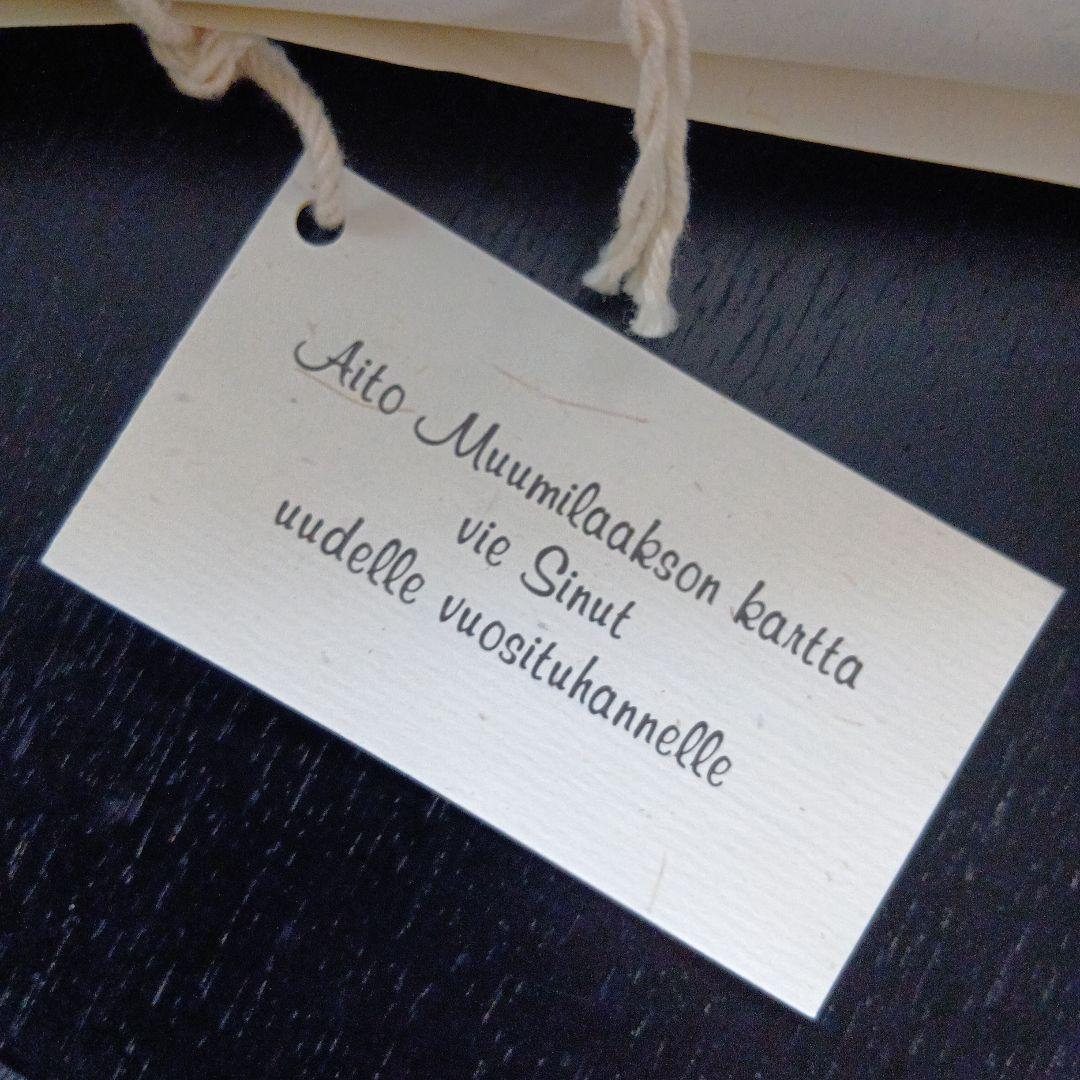 Aito Muumilaakson kartta
vie Sinut
uudelle vuosituhannelle